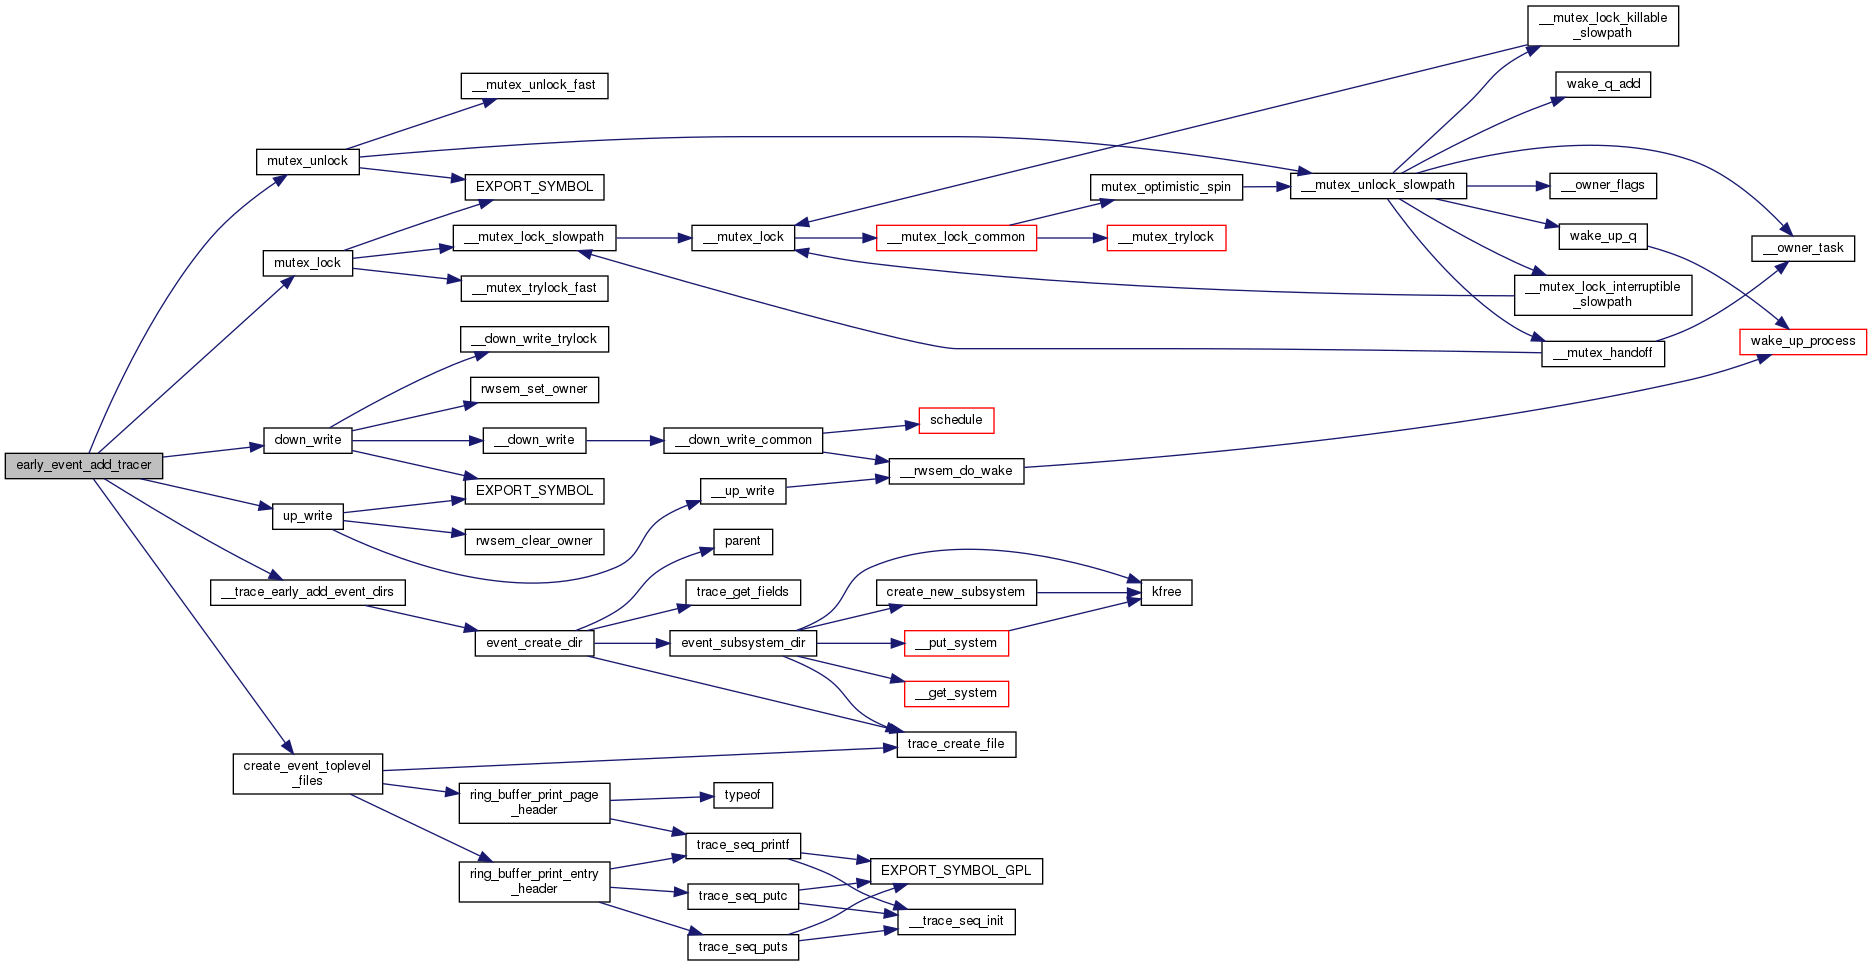 __mutex_lock_killable
_slowpath
__mutex_unlock_fast
wake_q_add
mutex_unlock
EXPORT_SYMBOL
mutex_optimistic_spin
__mutex_unlock_slowpath
__owner_flags
__mutex_lock_slowpath
__mutex_lock
__mutex_lock_common
__mutex_trylock
wake_up_q
__owner_task
mutex_lock
__mutex_trylock_fast
__mutex_lock_interruptible
_slowpath
__down_write_trylock
__mutex_handoff
wake_up_process
rwsem_set_owner
schedule
down_write
__down_write
__down_write_common
early_event_add_tracer
__rwsem_do_wake
EXPORT_SYMBOL
__up_write
up_write
rwsem_clear_owner
parent
__trace_early_add_event_dirs
trace_get_fields
create_new_subsystem
kfree
event_create_dir
event_subsystem_dir
__put_system
__get_system
trace_create_file
create_event_toplevel
_files
ring_buffer_print_page
_header
typeof
trace_seq_printf
ring_buffer_print_entry
_header
EXPORT_SYMBOL_GPL
trace_seq_putc
__trace_seq_init
trace_seq_puts